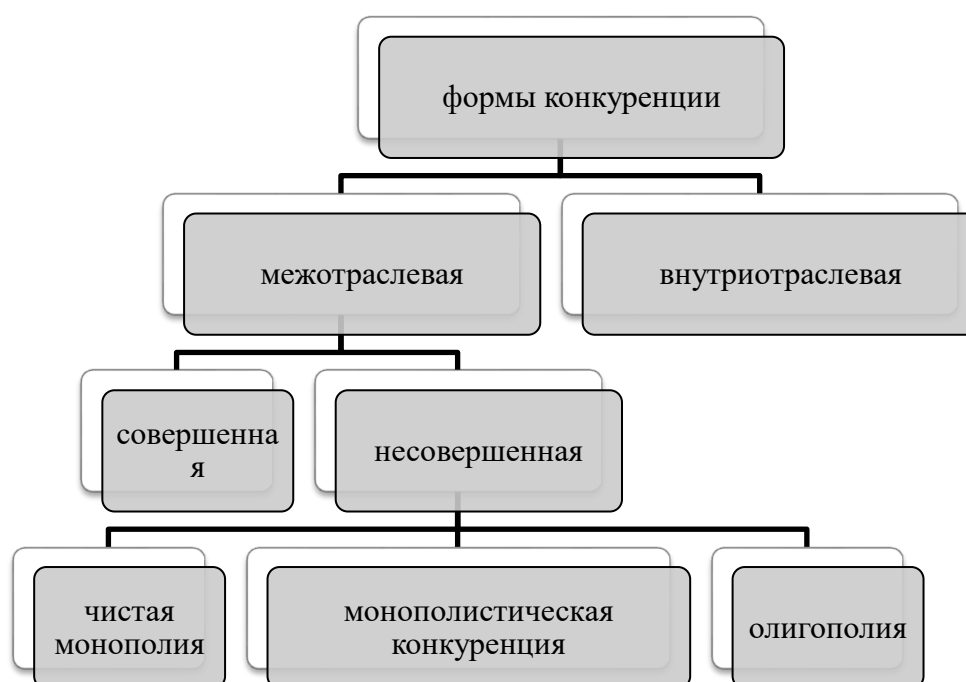 формы конкуренции
межотраслевая
внутриотраслевая
совершенна
я
несовершенная
чистая
монополия
монополистическая
конкуренция
олигополия